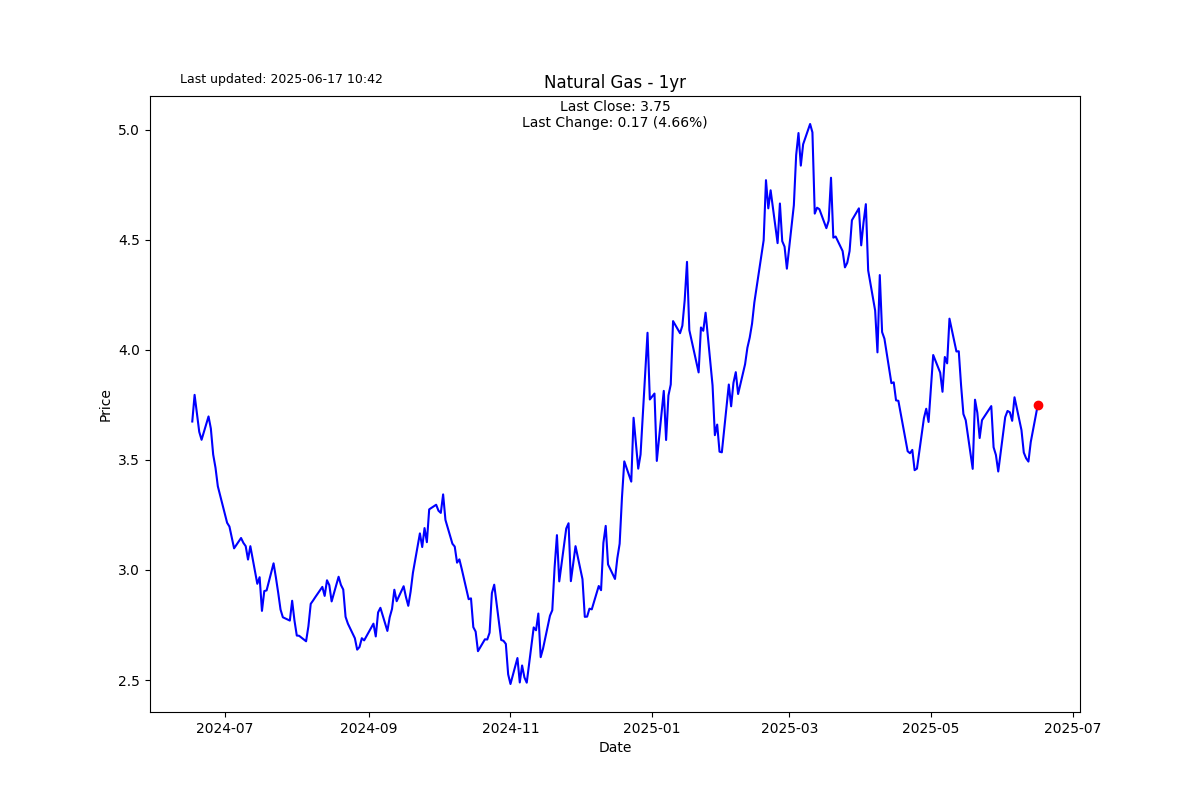 Last updated: 2025-06-17 10:42
Natural Gas - 1yr
Last Close: 3.75
Last Change: 0.17 (4.66%)
5.0
4.5
4.0
3.5
3.0
2.5
Price
2024-07
2024-09
2024-11
2025-01
2025-03
2025-05
2025-07
Date